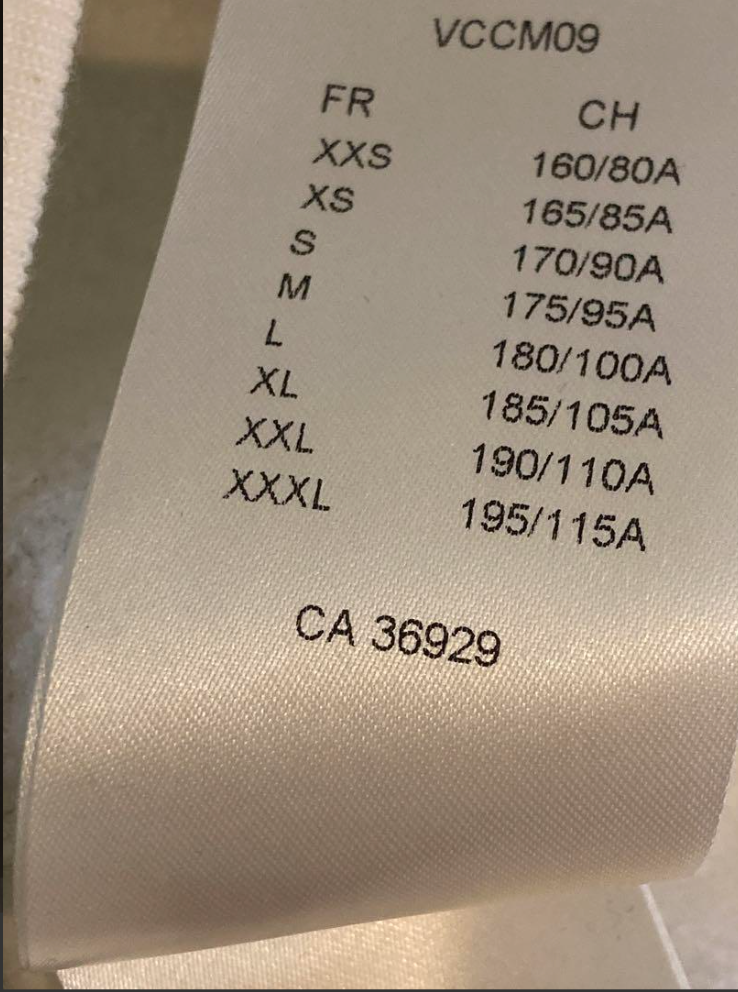 VCCM09
FR CH
XXS 160/80A
XS 165/85A
S 170/90A
M 175/95A
L 180/100A
XL 185/105A
XXL 190/110A
XXXL 195/115A
CA 36929